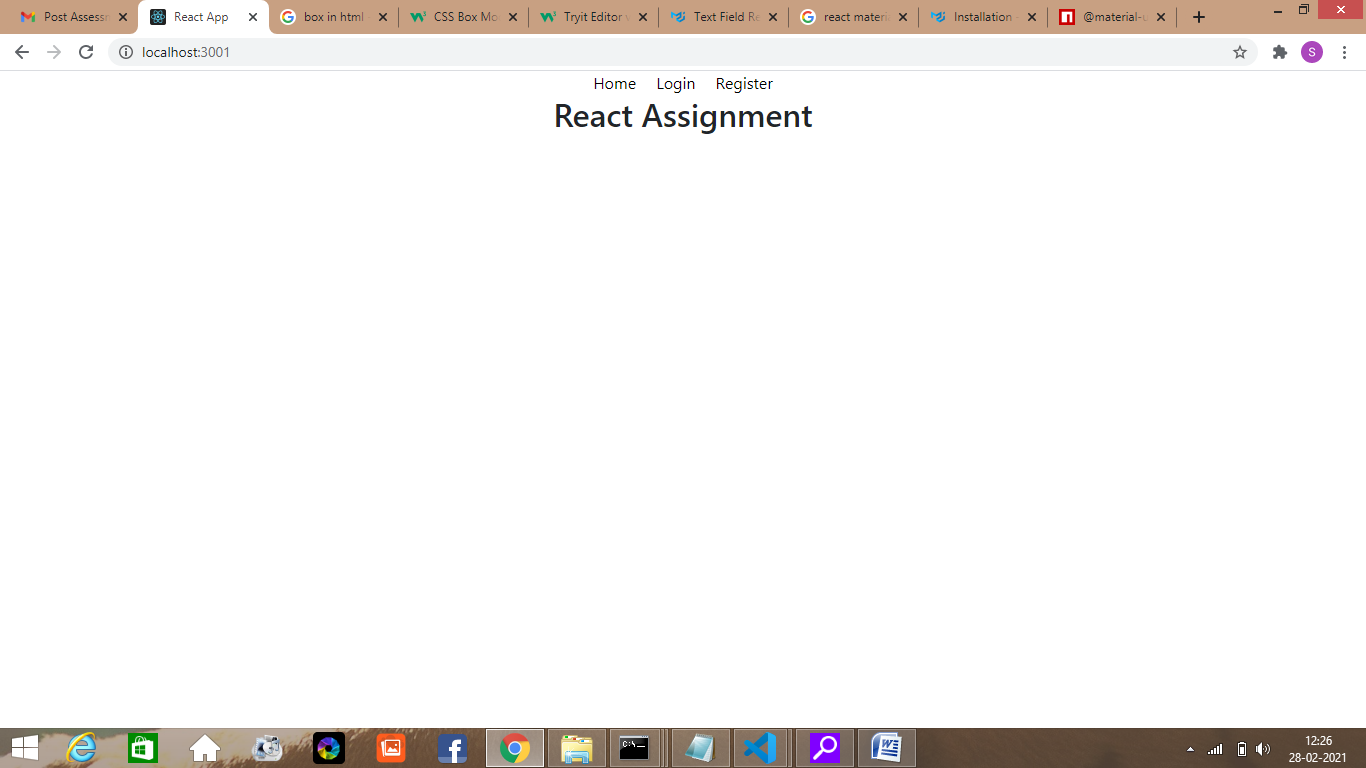 Post Assessm
React App
box in html
CSS Box Mo
Tryit Editor v
Text Field Re
react materia
Installation -
@material-u
localhost:3001
S
Home Login Register
React Assignment
C:\
12:26
28-02-2021